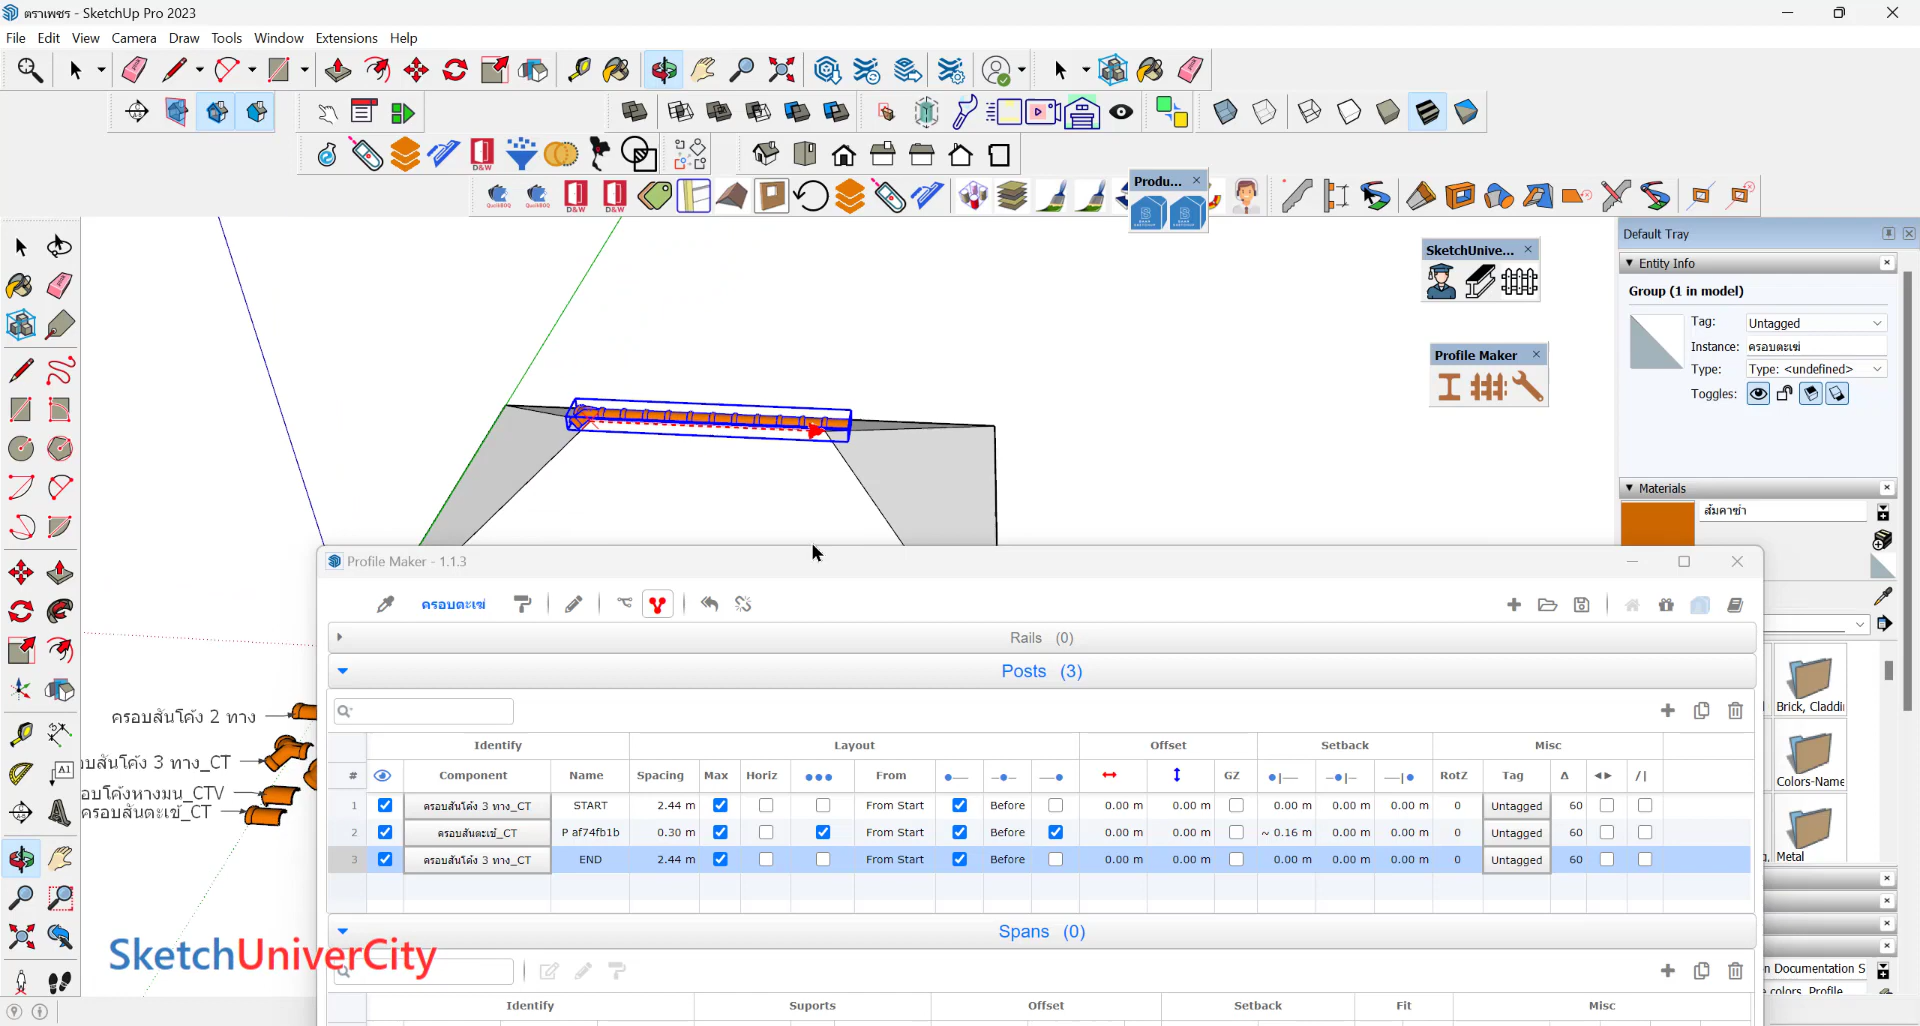 ตราเพชร - SketchUp Pro 2023
File Edit View Camera Draw Tools Window Extensions Help
D&W
QuickBOQ QuickBOQ D&W D&W
Produ...
SketchUnive...
Profile Maker
Default Tray
Entity Info
Group (1 in model)
Tag: Untagged
Instance: ครอบตะเฆ่
Type: Type: <undefined>
Toggles:
Materials
ส้มคาซ่า
Brick, Claddi
Colors-Name
Metal
n Documentation S
colors, Profile
ครอบสันโค้ง 2 ทาง
อบสันโค้ง 3 ทาง_CT
อบโค้งหางมน_CTV
ครอบสันตะเข้_CT
SketchUniverCity
Profile Maker - 1.1.3
ครอบตะเฆ่
Rails (0)
Posts (3)
Identify Layout Offset Setback Misc
# Component Name Spacing Max Horiz From GZ RotZ Tag Δ
1 ครอบสันโค้ง 3 ทาง_CT START 2.44 m From Start Before 0.00 m 0.00 m 0.00 m 0.00 m 0.00 m 0 Untagged 60
2 ครอบสันตะเข้_CT P af74fb1b 0.30 m From Start Before 0.00 m 0.00 m ~ 0.16 m 0.00 m 0.00 m 0 Untagged 60
3 ครอบสันโค้ง 3 ทาง_CT END 2.44 m From Start Before 0.00 m 0.00 m 0.00 m 0.00 m 0.00 m 0 Untagged 60
Spans (0)
Identify Suports Offset Setback Fit Misc